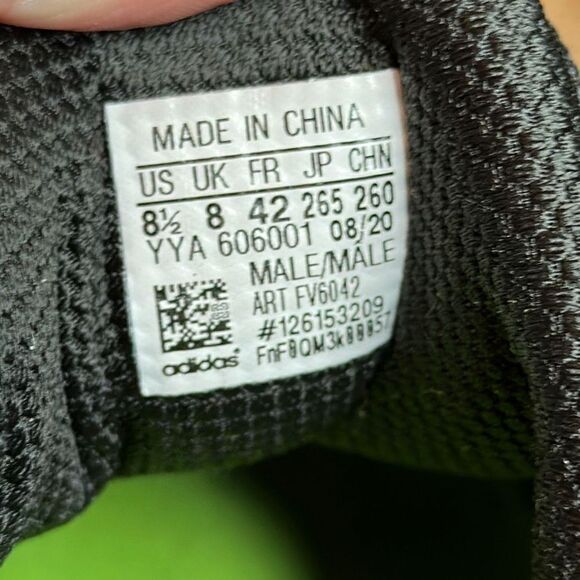 MADE IN CHINA
US UK FR JP CHN
8½ 8 42 265 260
YYA 606001 08/20
MALE/MÂLE
ART FV6042
#126153209
adidas®